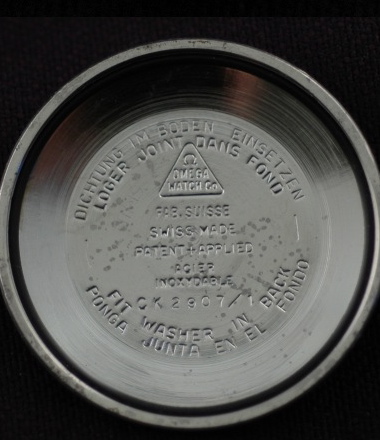 DICHTUNG IM BODEN EINSETZEN
LOGER JOINT DANS FOND
Ω
OMEGA
WATCH Co
FAB. SUISSE
SWISS MADE
PATENT + APPLIED
ACIER
INOXYDABLE
CK 2907/1
FIT WASHER IN BACK
PONGA JUNTA EN EL FONDO